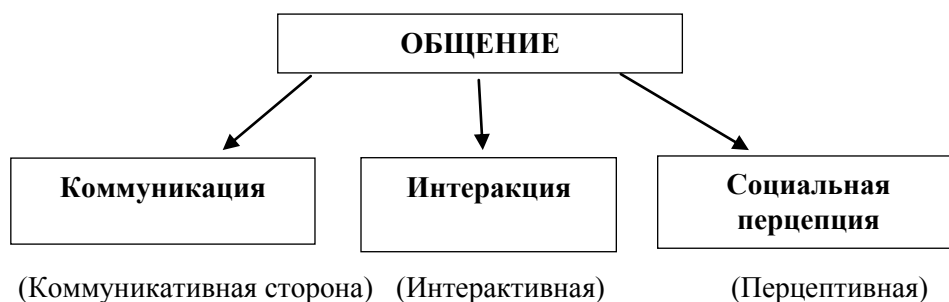 ОБЩЕНИЕ
Коммуникация
Интеракция
Социальная
перцепция
(Коммуникативная сторона) (Интерактивная) (Перцептивная)